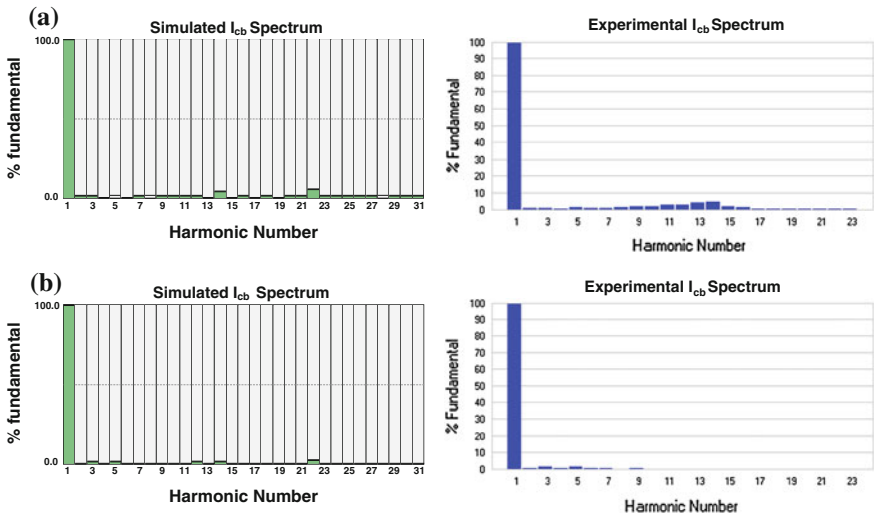 (a)
Simulated Icb Spectrum
100.0
% fundamental
0.0
1 3 5 7 9 11 13 15 17 19 21 23 25 27 29 31
Harmonic Number
Experimental Icb Spectrum
100
90
80
70
60
50
40
30
20
10
0
% Fundamental
1 3 5 7 9 11 13 15 17 19 21 23
Harmonic Number
(b)
Simulated Icb Spectrum
100.0
% fundamental
0.0
1 3 5 7 9 11 13 15 17 19 21 23 25 27 29 31
Harmonic Number
Experimental Icb Spectrum
100
90
80
70
60
50
40
30
20
10
0
% Fundamental
1 3 5 7 9 11 13 15 17 19 21 23
Harmonic Number